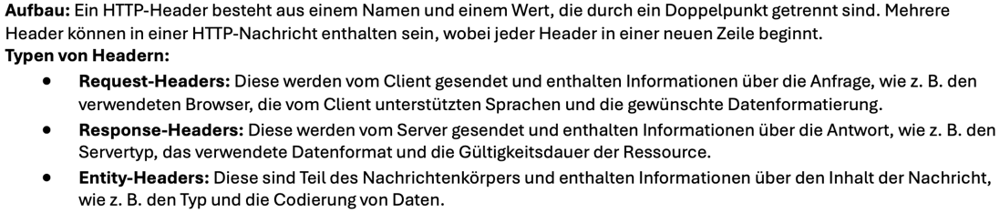 Aufbau: Ein HTTP-Header besteht aus einem Namen und einem Wert, die durch ein Doppelpunkt getrennt sind. Mehrere
Header können in einer HTTP-Nachricht enthalten sein, wobei jeder Header in einer neuen Zeile beginnt.
Typen von Headern:
• Request-Headers: Diese werden vom Client gesendet und enthalten Informationen über die Anfrage, wie z. B. den
verwendeten Browser, die vom Client unterstützten Sprachen und die gewünschte Datenformatierung.
• Response-Headers: Diese werden vom Server gesendet und enthalten Informationen über die Antwort, wie z. B. den
Servertyp, das verwendete Datenformat und die Gültigkeitsdauer der Ressource.
• Entity-Headers: Diese sind Teil des Nachrichtenkörpers und enthalten Informationen über den Inhalt der Nachricht,
wie z. B. den Typ und die Codierung von Daten.